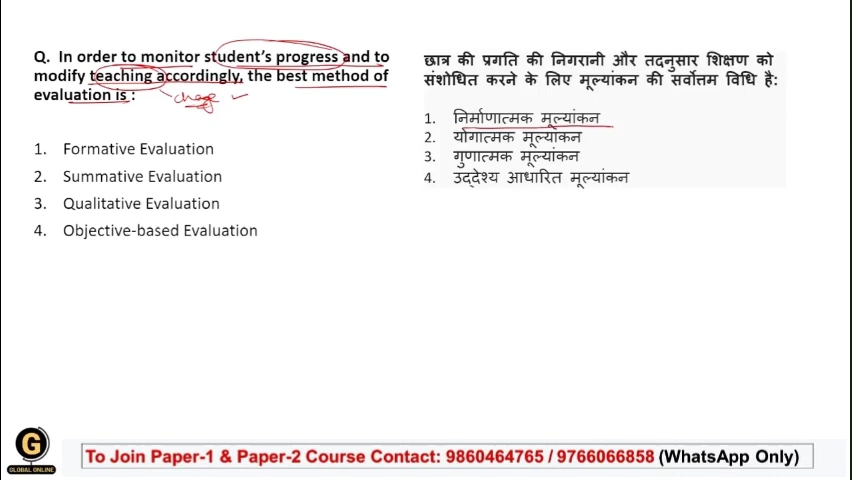 Q. In order to monitor student's progress and to
modify teaching accordingly, the best method of
evaluation is :
change
1. Formative Evaluation
2. Summative Evaluation
3. Qualitative Evaluation
4. Objective-based Evaluation
छात्र की प्रगति की निगरानी और तदनुसार शिक्षण को
संशोधित करने के लिए मूल्यांकन की सर्वोत्तम विधि है:
1. निर्माणात्मक मूल्यांकन
2. योगात्मक मूल्यांकन
3. गुणात्मक मूल्यांकन
4. उद्देश्य आधारित मूल्यांकन
G
GLOBAL ONLINE
To Join Paper-1 & Paper-2 Course Contact: 9860464765 / 9766066858 (WhatsApp Only)